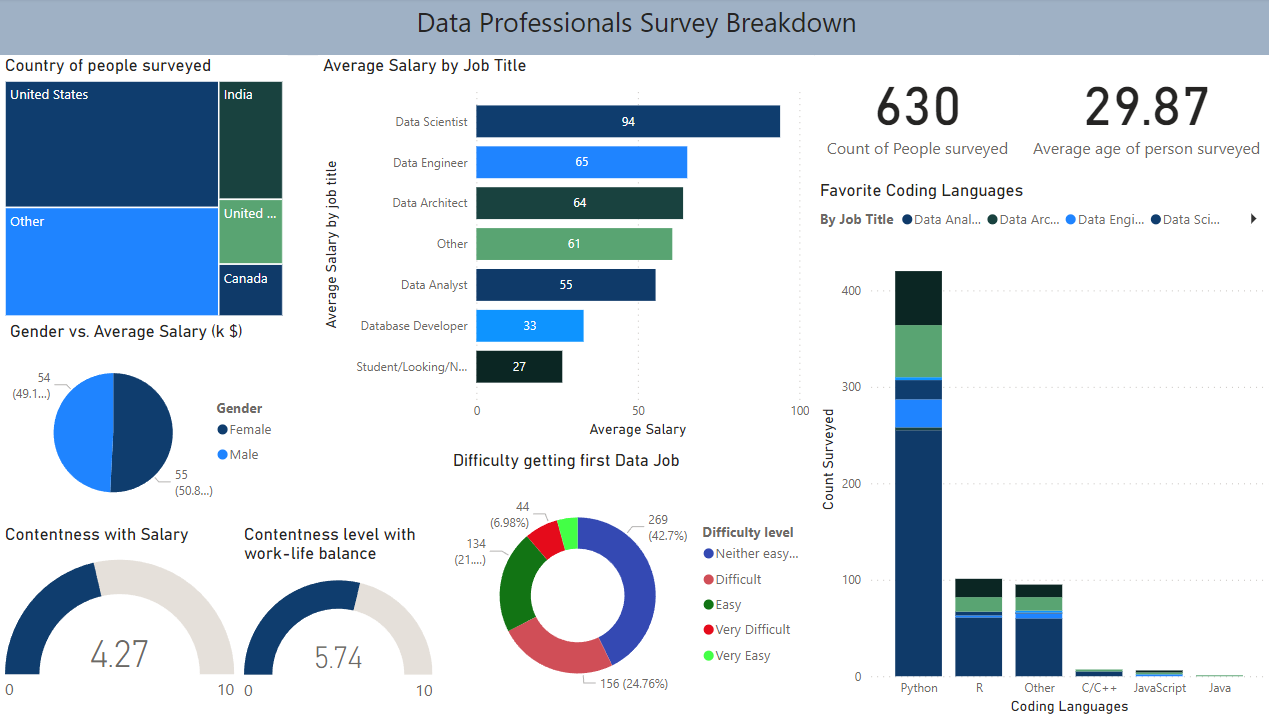 Data Professionals Survey Breakdown
Country of people surveyed
United States
India
Other
United ...
Canada
Average Salary by Job Title
Average Salary by job title
Data Scientist
94
Data Engineer
65
Data Architect
64
Other
61
Data Analyst
55
Database Developer
33
Student/Looking/N...
27
0
50
100
Average Salary
630
Count of People surveyed
29.87
Average age of person surveyed
Favorite Coding Languages
By Job Title
Data Anal...
Data Arc...
Data Engi...
Data Sci...
Count Surveyed
400
300
200
100
0
Python
R
Other
C/C++
JavaScript
Java
Coding Languages
Gender vs. Average Salary (k $)
54
(49.1...)
55
(50.8...)
Gender
Female
Male
Contentness with Salary
4.27
0
10
Contentness level with
work-life balance
5.74
0
10
Difficulty getting first Data Job
44
(6.98%)
269
(42.7%)
134
(21....)
156 (24.76%)
Difficulty level
Neither easy...
Difficult
Easy
Very Difficult
Very Easy